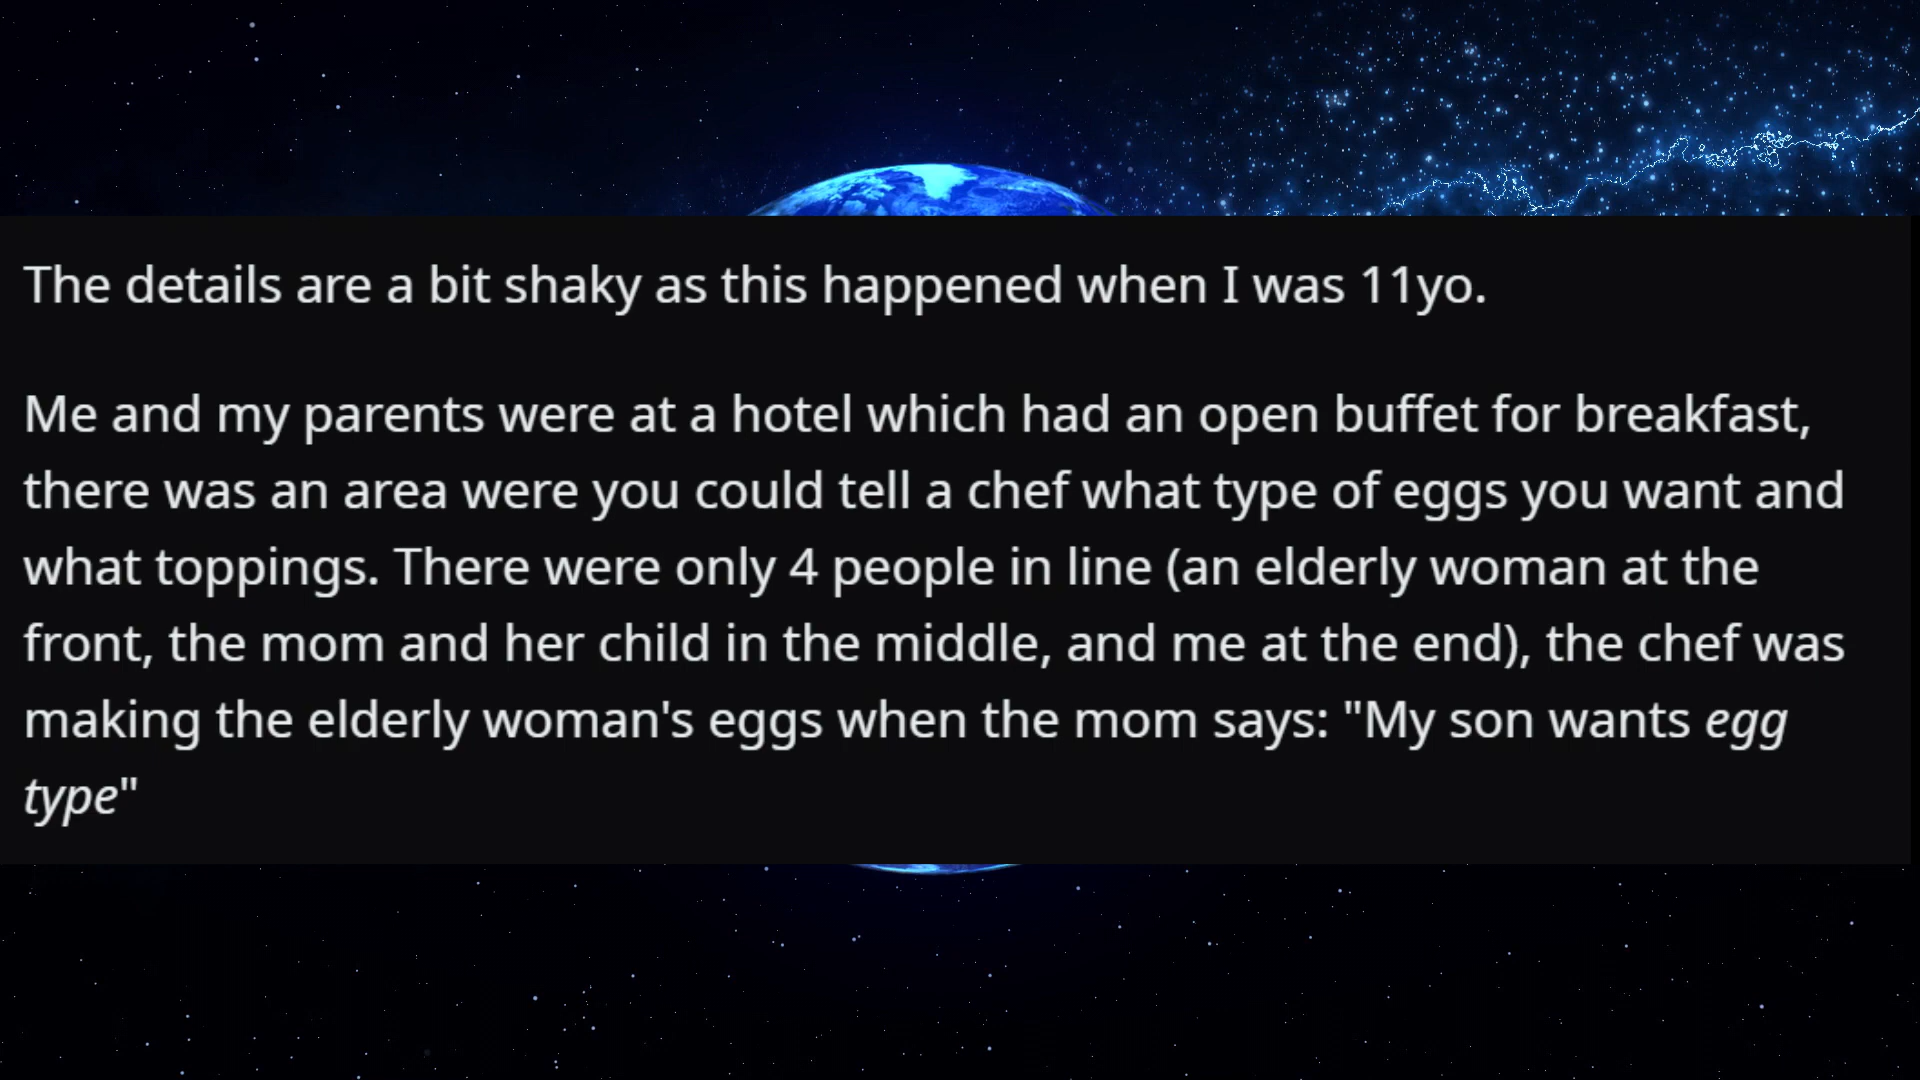 The details are a bit shaky as this happened when I was 11yo.
Me and my parents were at a hotel which had an open buffet for breakfast,
there was an area were you could tell a chef what type of eggs you want and
what toppings. There were only 4 people in line (an elderly woman at the
front, the mom and her child in the middle, and me at the end), the chef was
making the elderly woman's eggs when the mom says: "My son wants egg
type"